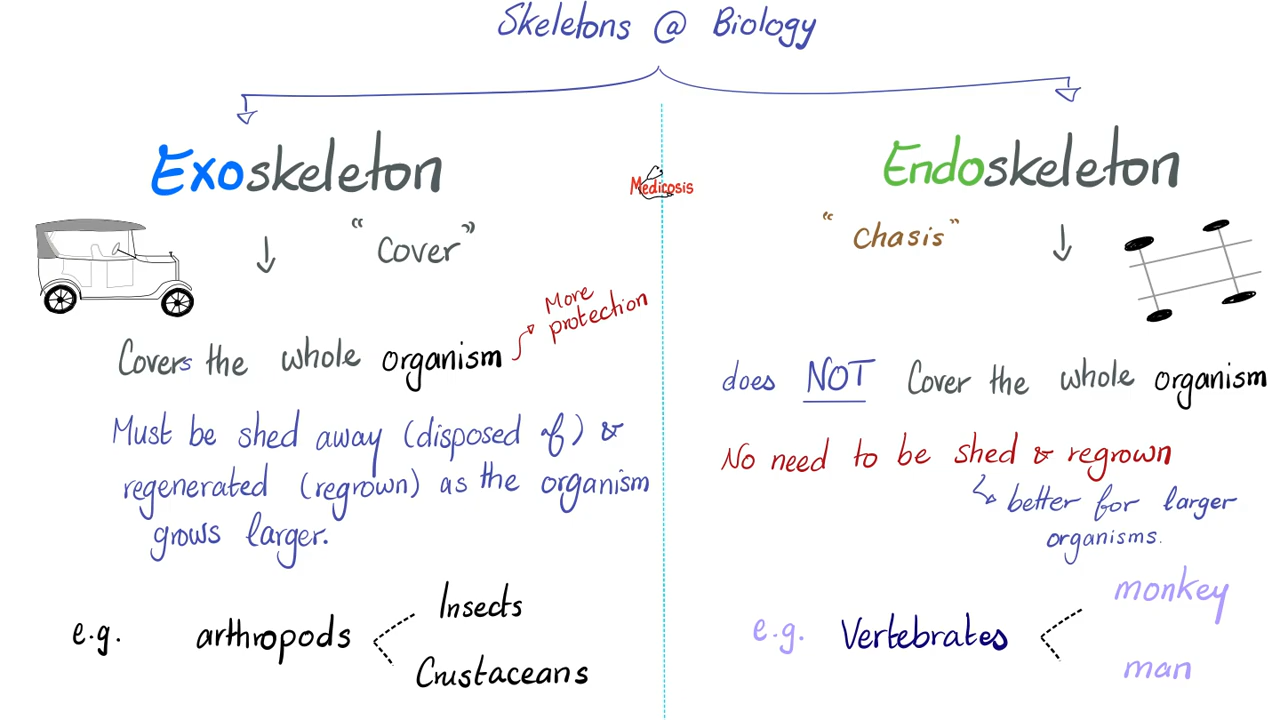 Skeletons @ Biology
Exoskeleton
"Cover"
More
protection
Covers the whole organism
Must be shed away (disposed of) &
regenerated (regrown) as the organism
grows larger.
e.g. arthropods
Insects
Crustaceans
Medicosis
Endoskeleton
"Chasis"
does NOT Cover the whole organism
No need to be shed & regrown
better for larger
organisms.
e.g. Vertebrates
monkey
man